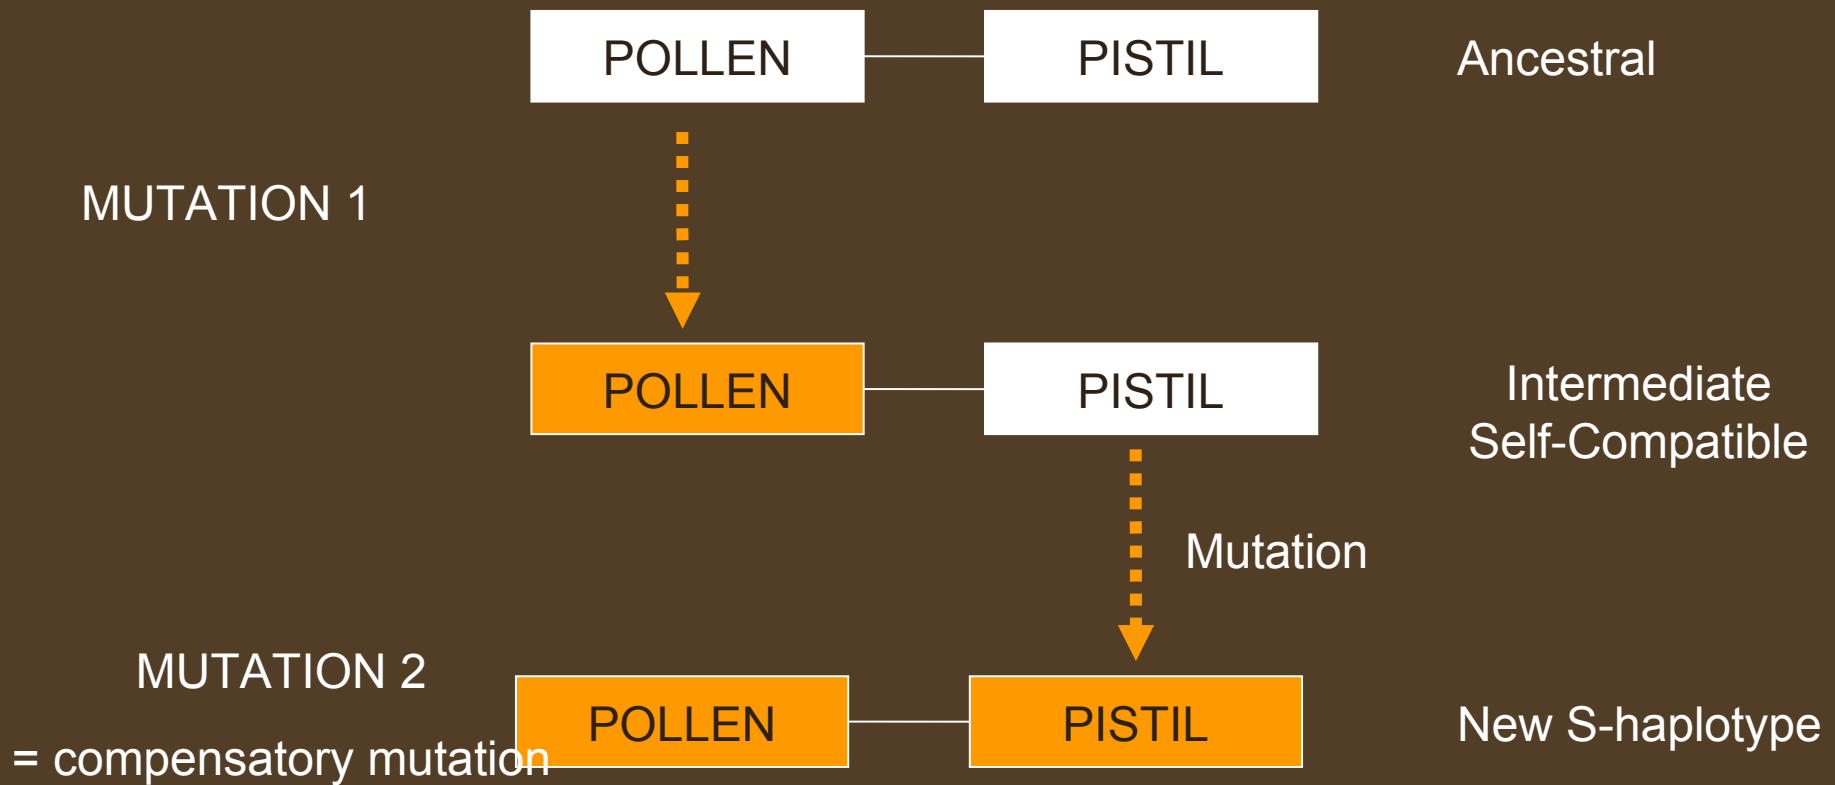 POLLEN PISTIL Ancestral
MUTATION 1
POLLEN PISTIL Intermediate
Self-Compatible
Mutation
MUTATION 2
POLLEN PISTIL New S-haplotype
= compensatory mutation